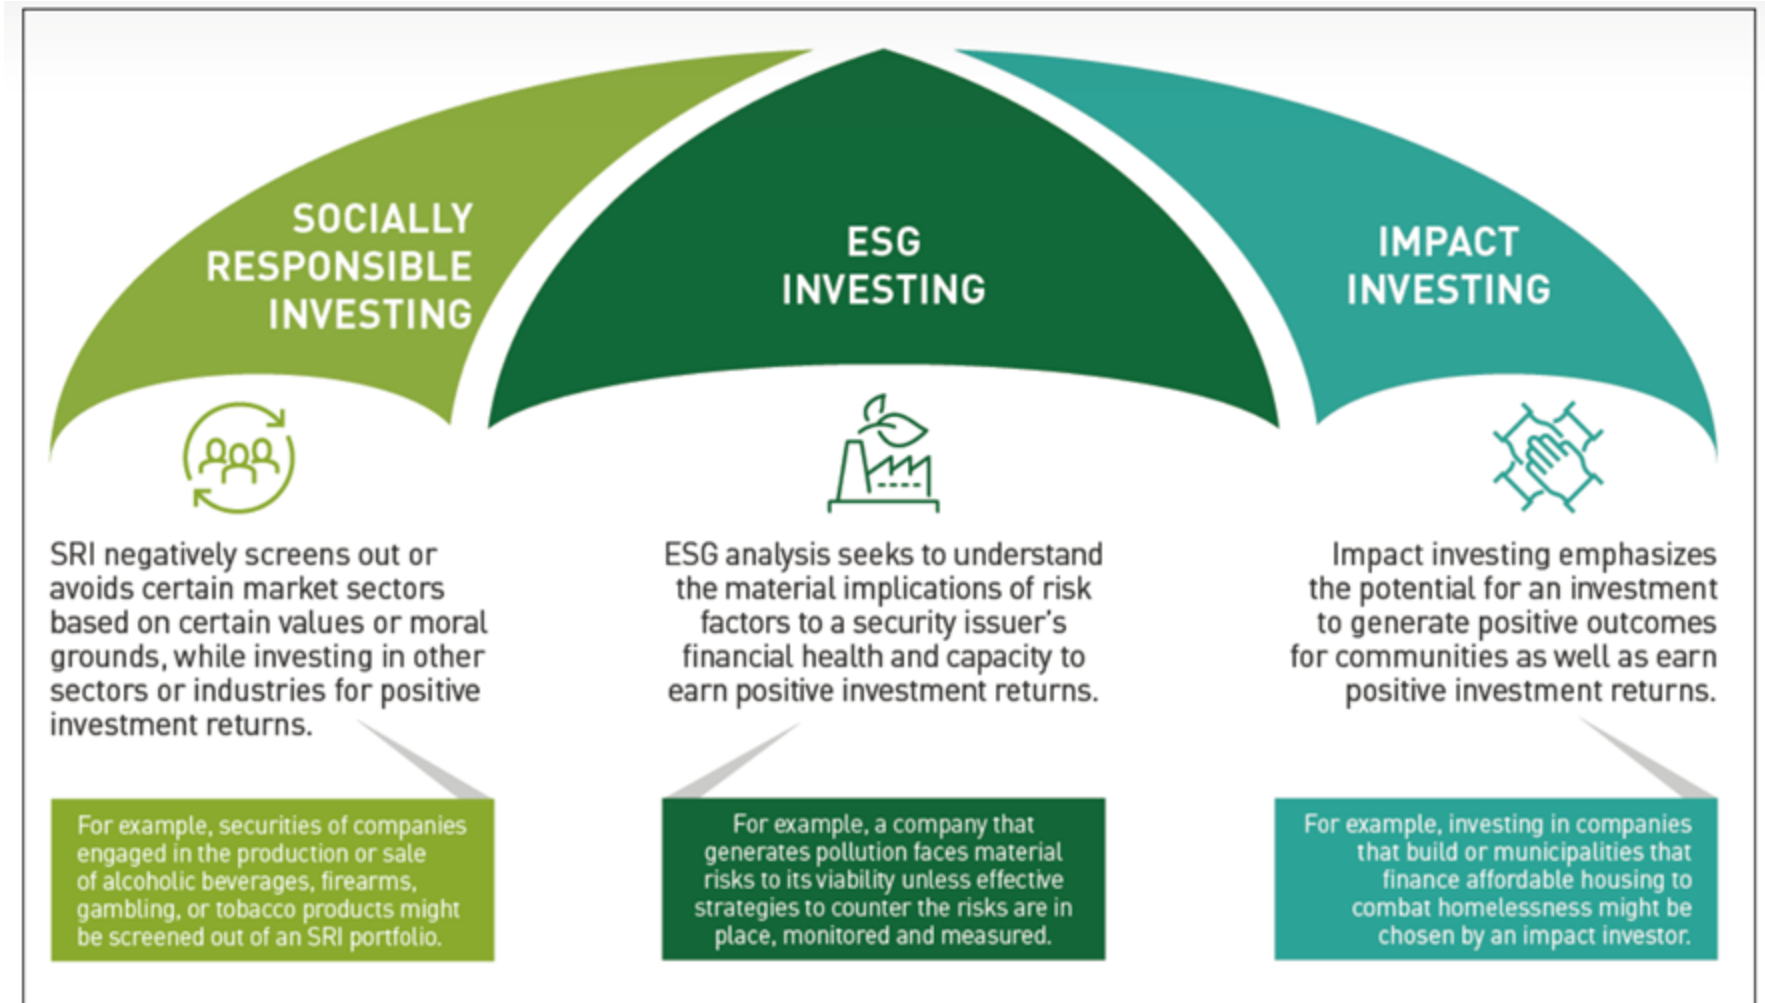 SOCIALLY
RESPONSIBLE
INVESTING
SRI negatively screens out or
avoids certain market sectors
based on certain values or moral
grounds, while investing in other
sectors or industries for positive
investment returns.
For example, securities of companies
engaged in the production or sale
of alcoholic beverages, firearms,
gambling, or tobacco products might
be screened out of an SRI portfolio.
ESG
INVESTING
ESG analysis seeks to understand
the material implications of risk
factors to a security issuer's
financial health and capacity to
earn positive investment returns.
For example, a company that
generates pollution faces material
risks to its viability unless effective
strategies to counter the risks are in
place, monitored and measured.
IMPACT
INVESTING
Impact investing emphasizes
the potential for an investment
to generate positive outcomes
for communities as well as earn
positive investment returns.
For example, investing in companies
that build or municipalities that
finance affordable housing to
combat homelessness might be
chosen by an impact investor.